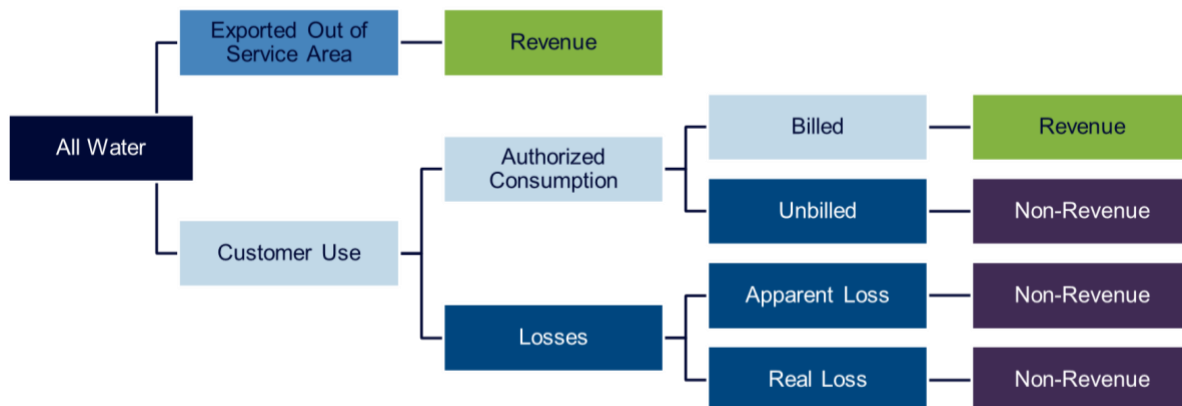 Exported Out of
Service Area
Revenue
All Water
Customer Use
Authorized
Consumption
Billed
Revenue
Unbilled
Non-Revenue
Losses
Apparent Loss
Non-Revenue
Real Loss
Non-Revenue